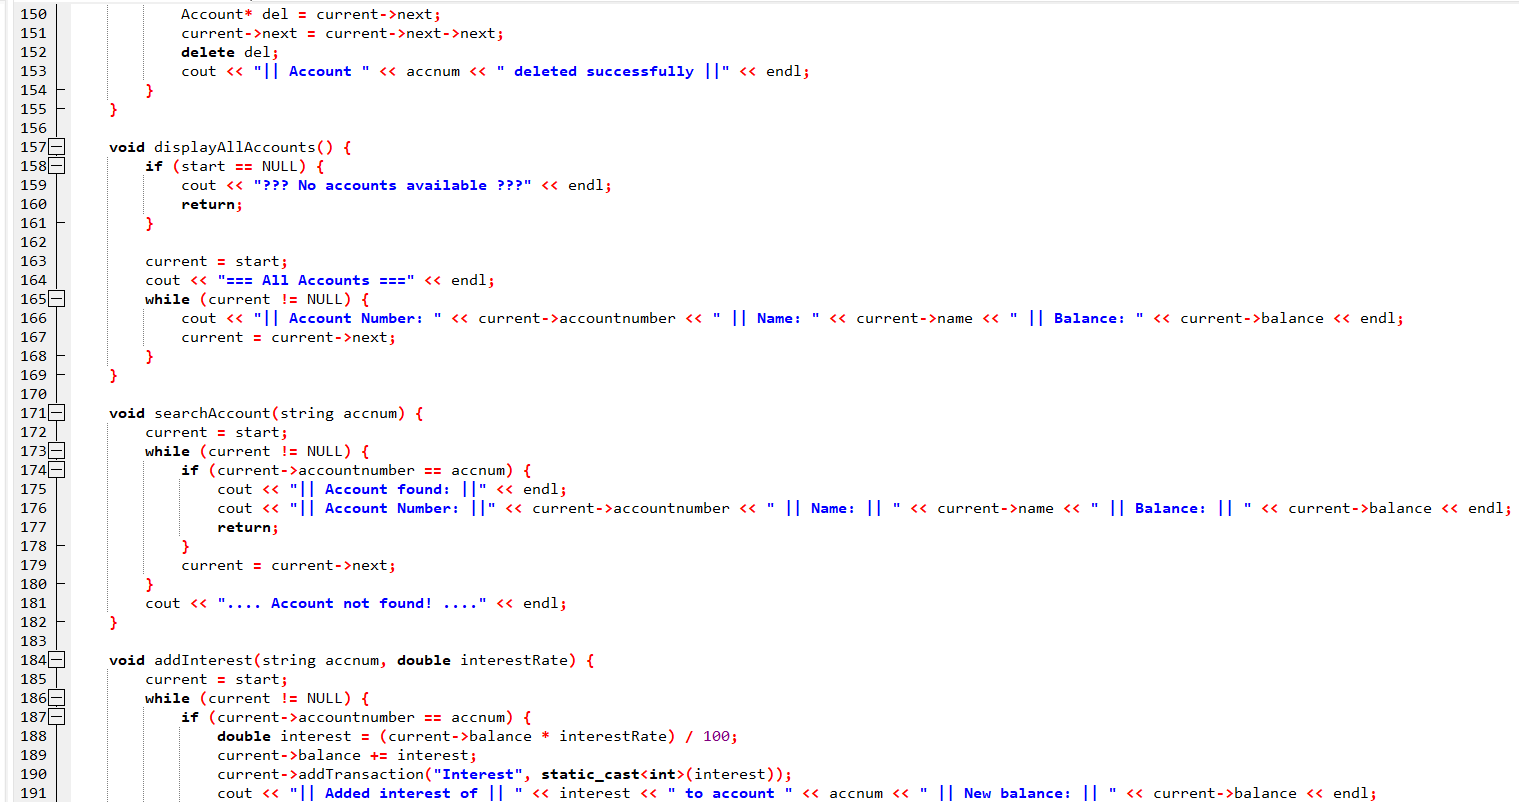 150 Account* del = current->next;
151 current->next = current->next->next;
152 delete del;
153 cout << "|| Account " << accnum << " deleted successfully ||" << endl;
154 }
155 }
156
157 void displayAllAccounts() {
158 if (start == NULL) {
159 cout << "??? No accounts available ???" << endl;
160 return;
161 }
162
163 current = start;
164 cout << "=== All Accounts ===" << endl;
165 while (current != NULL) {
166 cout << "|| Account Number: " << current->accountnumber << " || Name: " << current->name << " || Balance: " << current->balance << endl;
167 current = current->next;
168 }
169 }
170
171 void searchAccount(string accnum) {
172 current = start;
173 while (current != NULL) {
174 if (current->accountnumber == accnum) {
175 cout << "|| Account found: ||" << endl;
176 cout << "|| Account Number: ||" << current->accountnumber << " || Name: || " << current->name << " || Balance: || " << current->balance << endl;
177 return;
178 }
179 current = current->next;
180 }
181 cout << ".... Account not found! ...." << endl;
182 }
183
184 void addInterest(string accnum, double interestRate) {
185 current = start;
186 while (current != NULL) {
187 if (current->accountnumber == accnum) {
188 double interest = (current->balance * interestRate) / 100;
189 current->balance += interest;
190 current->addTransaction("Interest", static_cast<int>(interest));
191 cout << "|| Added interest of || " << interest << " to account " << accnum << " || New balance: || " << current->balance << endl;